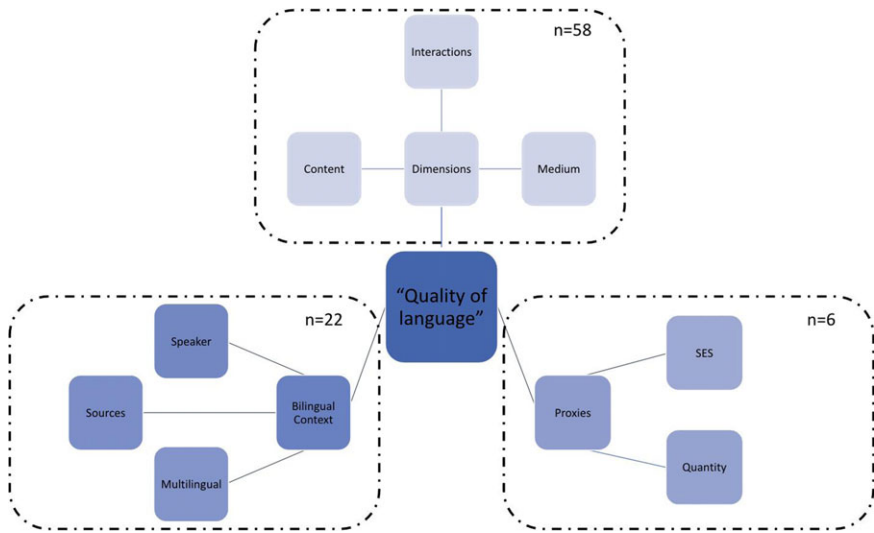 n=58
Interactions
Content
Dimensions
Medium
“Quality of
language”
n=22
Speaker
Sources
Bilingual
Context
Multilingual
n=6
SES
Proxies
Quantity